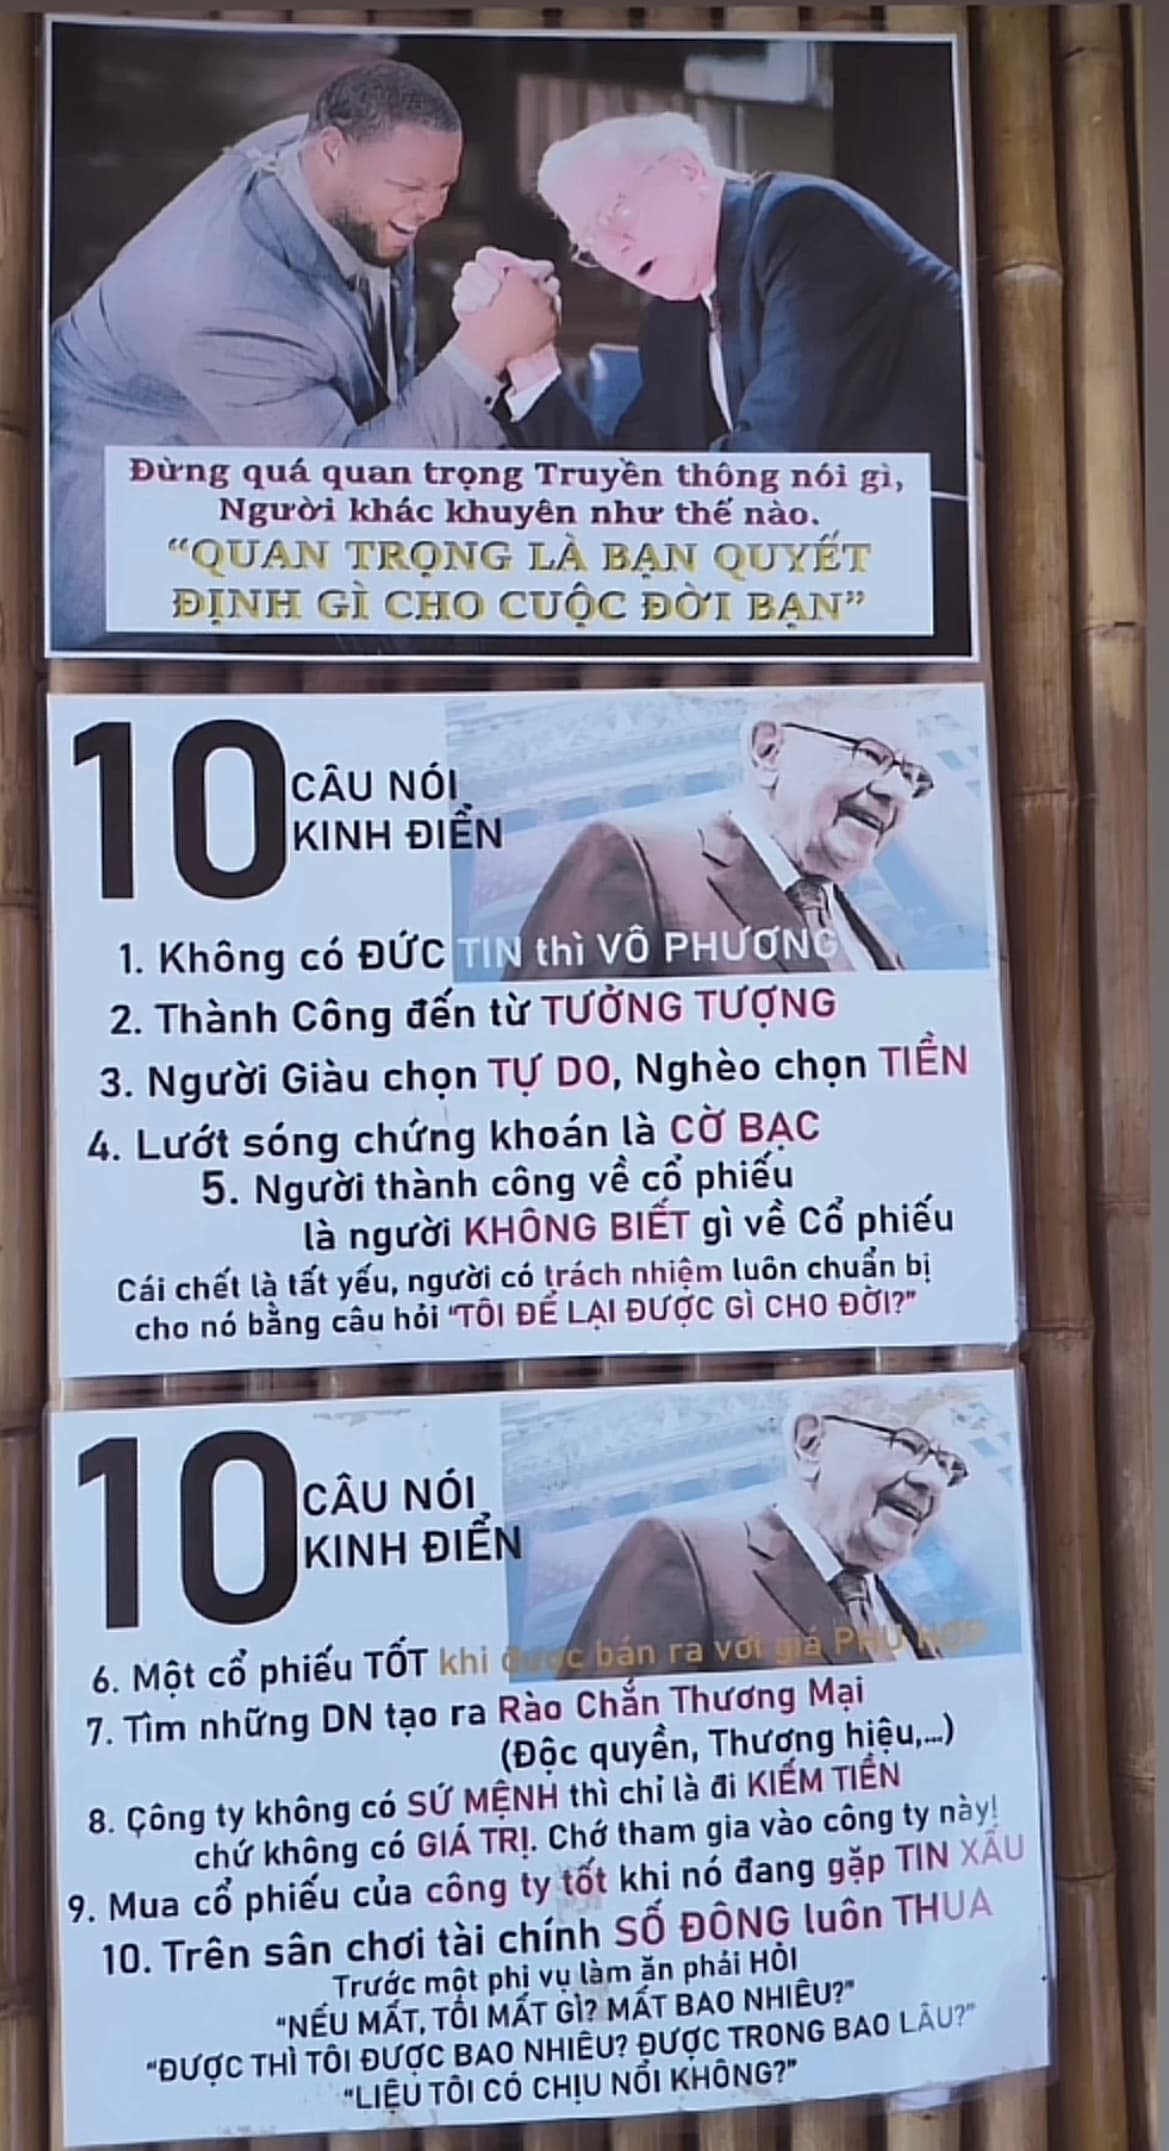 Đừng quá quan trọng Truyền thông nói gì,
Người khác khuyên như thế nào.
“QUAN TRỌNG LÀ BẠN QUYẾT
ĐỊNH GÌ CHO CUỘC ĐỜI BẠN”
10 CÂU NÓI
KINH ĐIỂN
1. Không có ĐỨC TIN thì VÔ PHƯƠNG
2. Thành Công đến từ TƯỞNG TƯỢNG
3. Người Giàu chọn TỰ DO, Nghèo chọn TIỀN
4. Lướt sóng chứng khoán là CỜ BẠC
5. Người thành công về cổ phiếu
là người KHÔNG BIẾT gì về Cổ phiếu
Cái chết là tất yếu, người có trách nhiệm luôn chuẩn bị
cho nó bằng câu hỏi "TÔI ĐỂ LẠI ĐƯỢC GÌ CHO ĐỜI?"
10 CÂU NÓI
KINH ĐIỂN
6. Một cổ phiếu TỐT khi được bán ra với giá PHÙ HỢP
7. Tìm những DN tạo ra Rào Chắn Thương Mại
(Độc quyền, Thương hiệu,...)
8. Công ty không có SỨ MỆNH thì chỉ là đi KIẾM TIỀN
chứ không có GIÁ TRỊ. Chớ tham gia vào công ty này!
9. Mua cổ phiếu của công ty tốt khi nó đang gặp TIN XẤU
10. Trên sân chơi tài chính SỐ ĐÔNG luôn THUA
Trước một phi vụ làm ăn phải HỎI
"NẾU MẤT, TÔI MẤT GÌ? MẤT BAO NHIÊU?"
"ĐƯỢC THÌ TÔI ĐƯỢC BAO NHIÊU? ĐƯỢC TRONG BAO LÂU?"
"LIỆU TÔI CÓ CHỊU NỔI KHÔNG?"